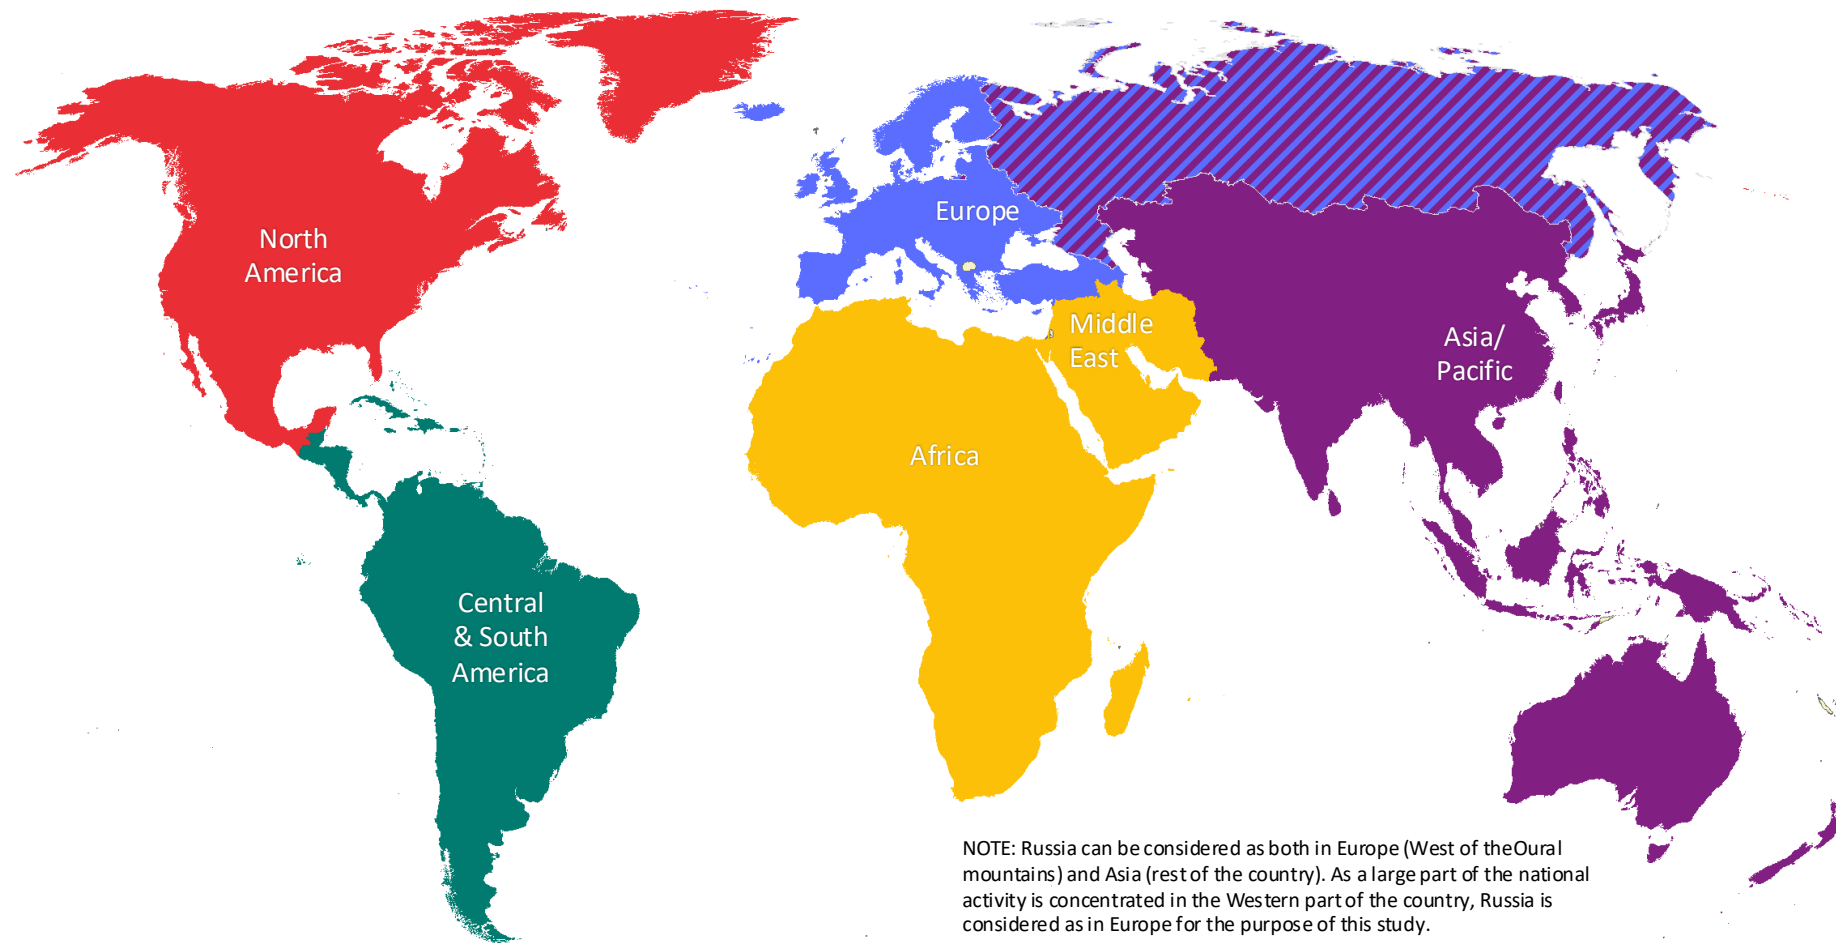 North
America
Europe
Middle
East
Asia/
Pacific
Africa
Central
& South
America
NOTE: Russia can be considered as both in Europe (West of the Oural
mountains) and Asia (rest of the country). As a large part of the national
activity is concentrated in the Western part of the country, Russia is
considered as in Europe for the purpose of this study.